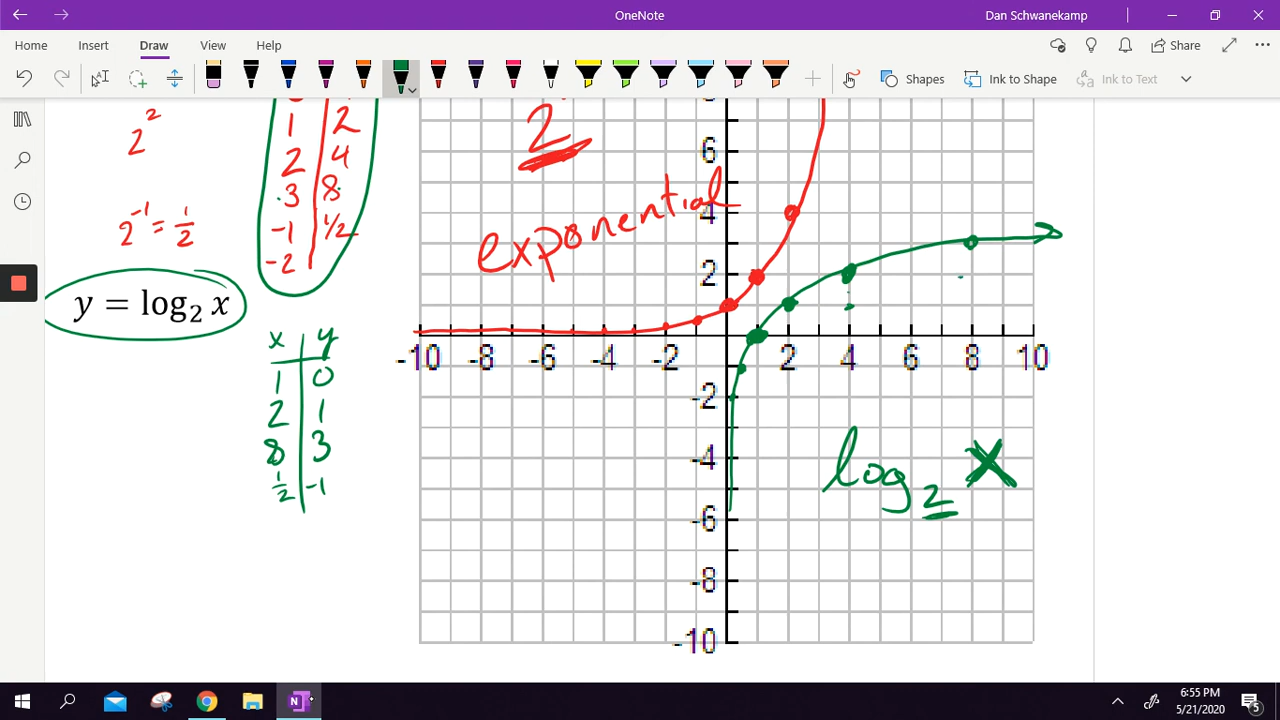 OneNote
Dan Schwanekamp
Home Insert Draw View Help
Share
Shapes Ink to Shape Ink to Text
2²
1 2
2 4
3 8
-1 1/2
-2
2⁻¹ = 1/2
y = log₂ x
x y
1 0
2 1
8 3
1/2 -1
2
exponential
6
4
2
-10 -8 -6 -4 -2 2 4 6 8 10
-2
-4
-6
-8
-10
log₂ x
6:55 PM
5/21/2020
5